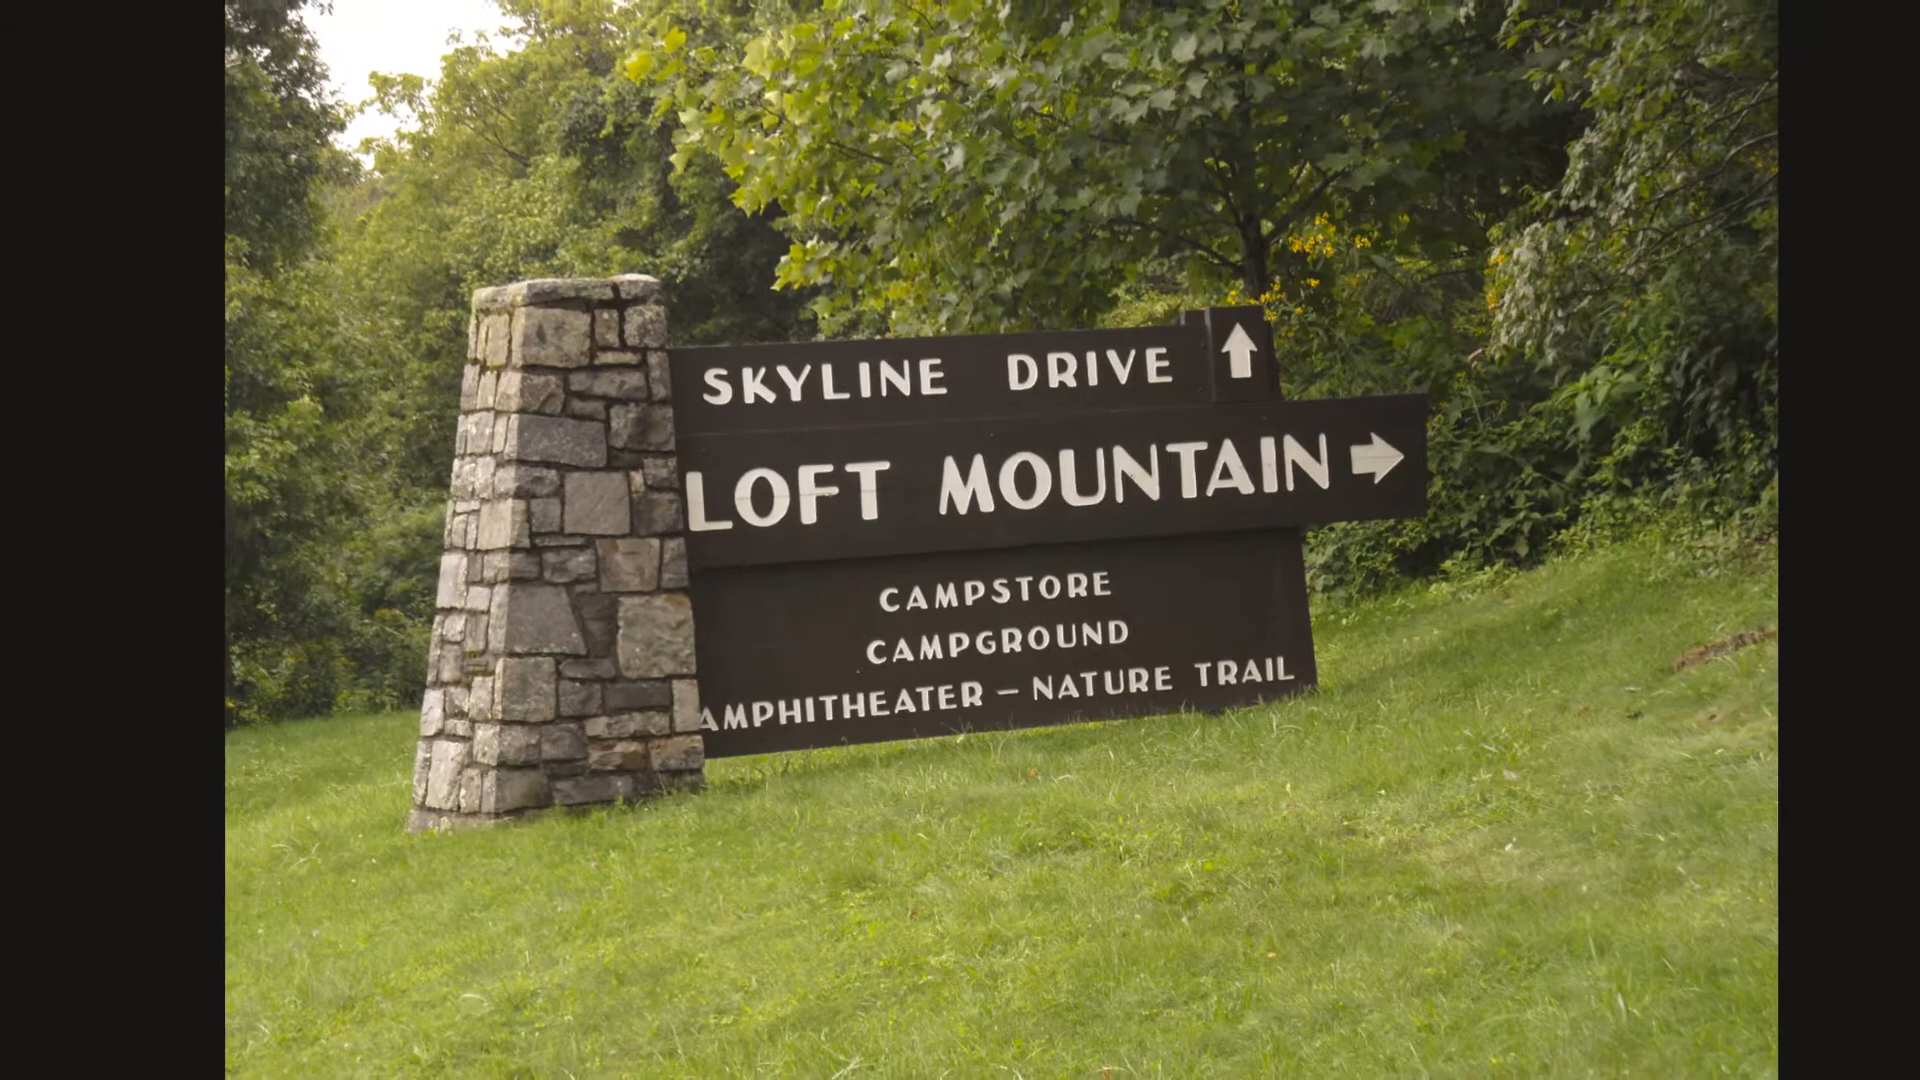 SKYLINE DRIVE ↑
LOFT MOUNTAIN →
CAMPSTORE
CAMPGROUND
AMPHITHEATER – NATURE TRAIL